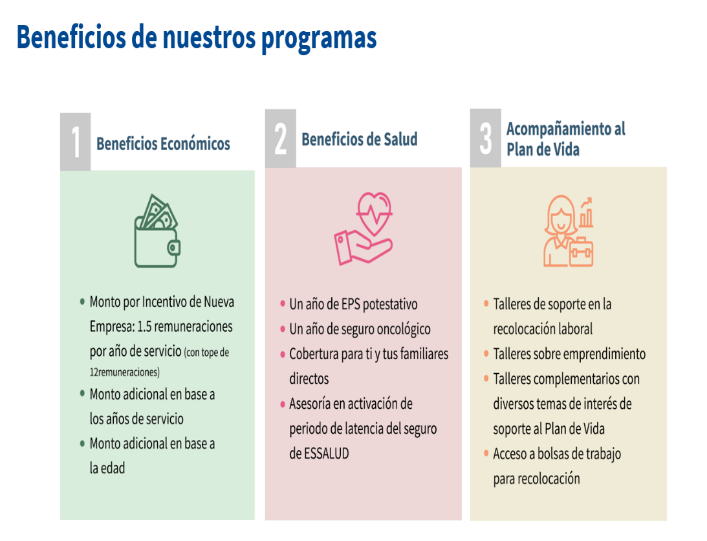 Beneficios de nuestros programas
1
Beneficios Económicos
• Monto por Incentivo de Nueva
Empresa: 1.5 remuneraciones
por año de servicio (con tope de
12remuneraciones)
• Monto adicional en base a
los años de servicio
• Monto adicional en base a
la edad
2
Beneficios de Salud
• Un año de EPS potestativo
• Un año de seguro oncológico
• Cobertura para ti y tus familiares
directos
• Asesoría en activación de
periodo de latencia del seguro
de ESSALUD
3
Acompañamiento al
Plan de Vida
• Talleres de soporte en la
recolocación laboral
• Talleres sobre emprendimiento
• Talleres complementarios con
diversos temas de interés de
soporte al Plan de Vida
• Acceso a bolsas de trabajo
para recolocación